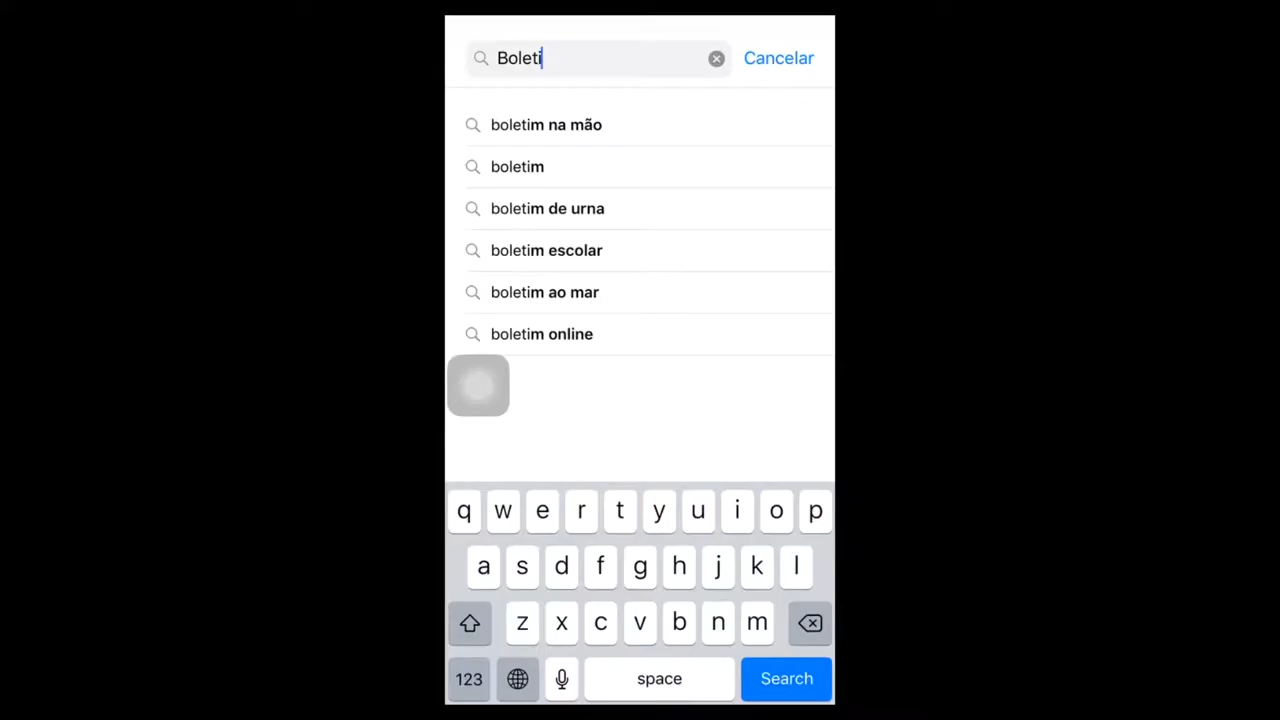 Boleti Cancelar
boletim na mão
boletim
boletim de urna
boletim escolar
boletim ao mar
boletim online
q w e r t y u i o p
a s d f g h j k l
z x c v b n m
123 space Search